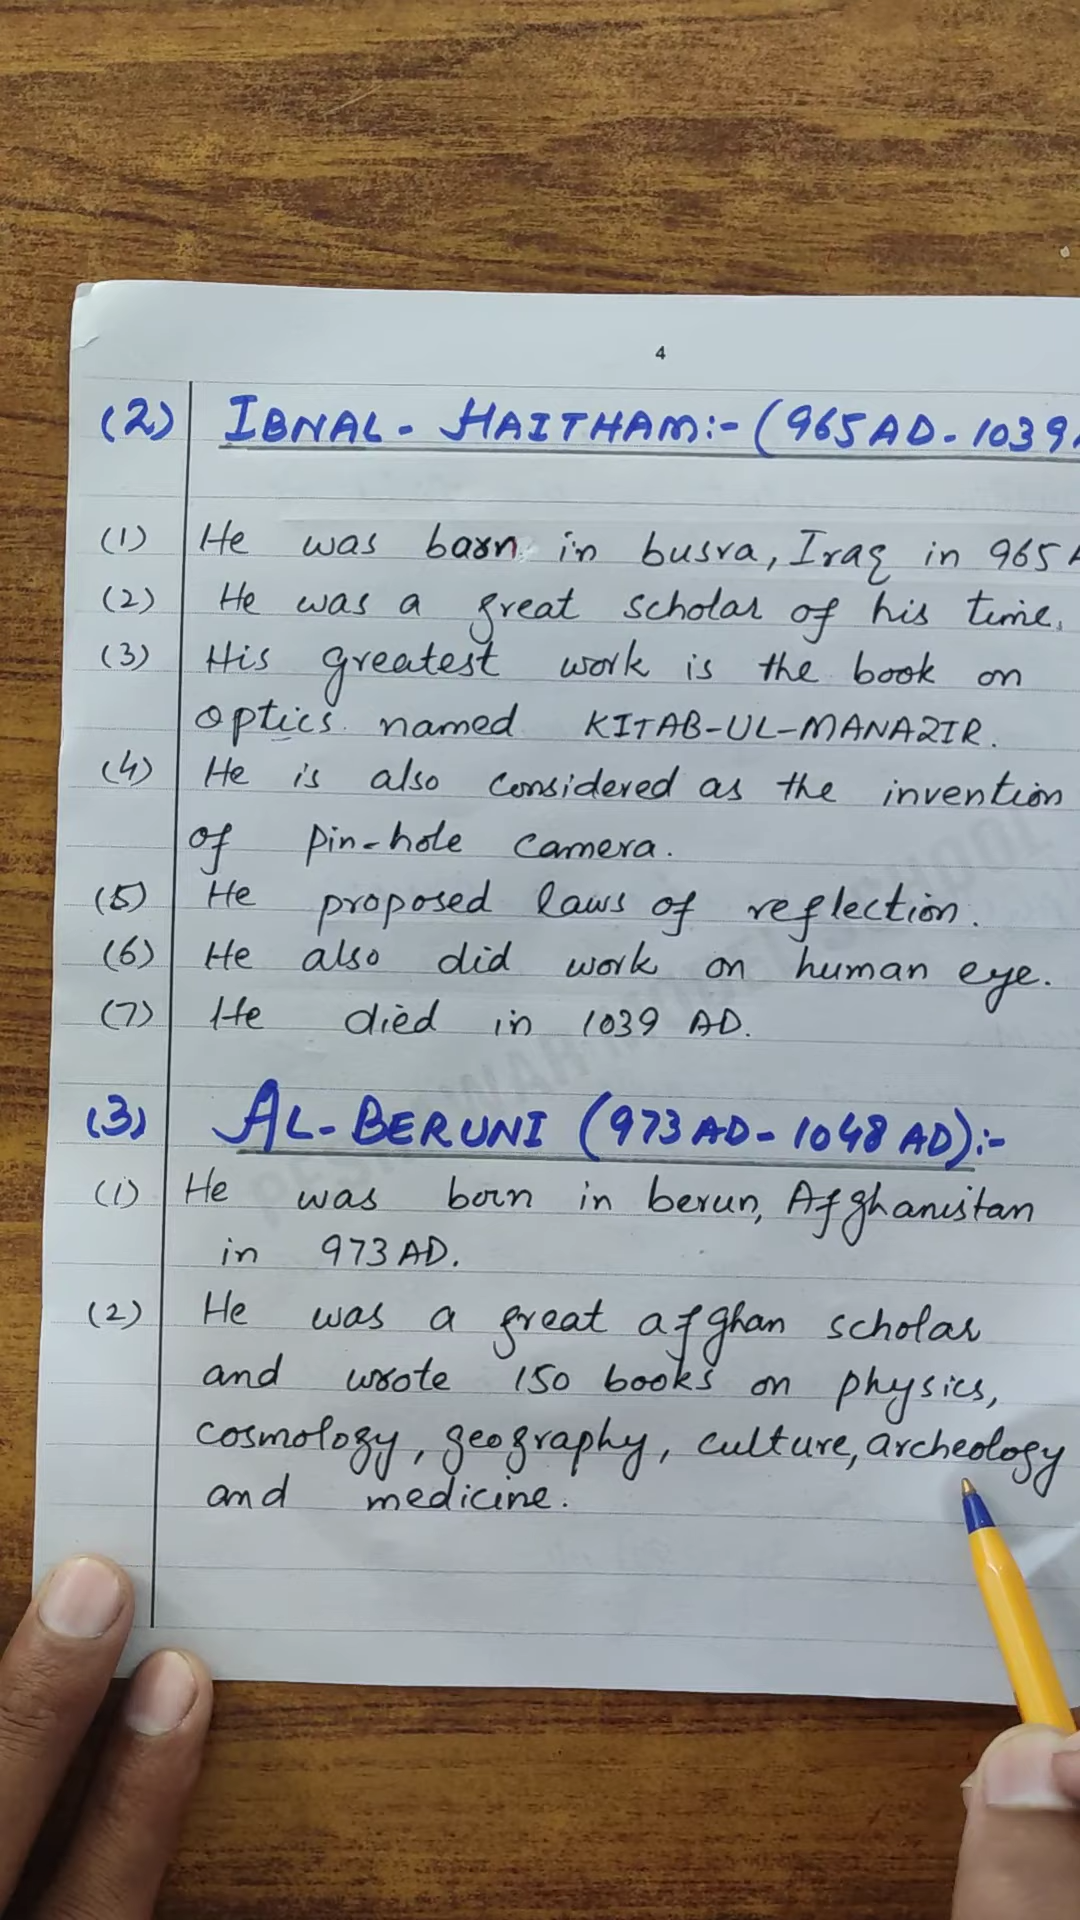 4
(2) IBNAL-HAITHAM:- (965AD-1039
(1) He was born in busra, Iraq in 965 A
(2) He was a great scholar of his time.
(3) His greatest work is the book on
optics named KITAB-UL-MANAZIR.
(4) He is also considered as the invention
of pin-hole camera.
(5) He proposed laws of reflection.
(6) He also did work on human eye.
(7) He died in 1039 AD.
(3) AL-BERUNI (973AD-1048 AD):-
(1) He was born in berun, Afghanistan
in 973AD.
(2) He was a great afghan scholar
and wrote 150 books on physics,
cosmology, geography, culture, archeology
and medicine.